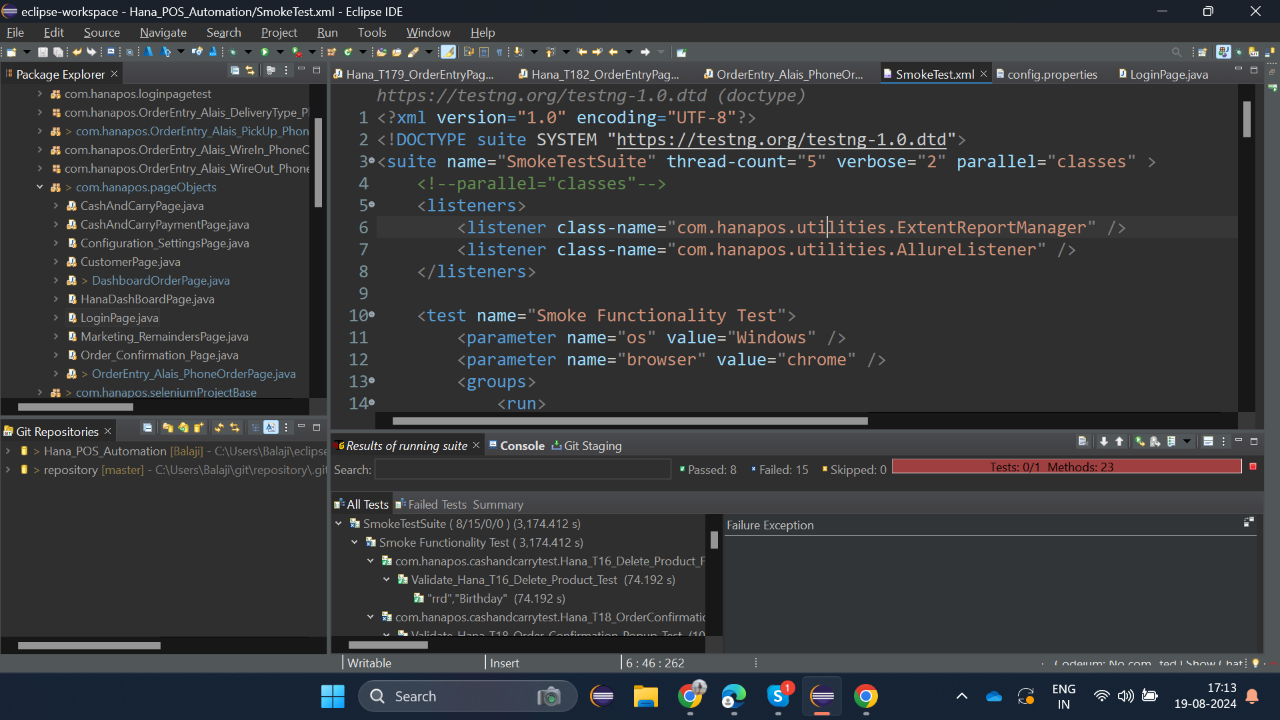 eclipse-workspace - Hana_POS_Automation/SmokeTest.xml - Eclipse IDE
File Edit Source Navigate Search Project Run Tools Window Help
Package Explorer
com.hanapos.loginpagetest
com.hanapos.OrderEntry_Alais_DeliveryType_P
> com.hanapos.OrderEntry_Alais_PickUp_Phon
com.hanapos.OrderEntry_Alais_WireIn_PhoneC
com.hanapos.OrderEntry_Alais_WireOut_Phone
> com.hanapos.pageObjects
CashAndCarryPage.java
CashAndCarryPaymentPage.java
Configuration_SettingsPage.java
CustomerPage.java
> DashboardOrderPage.java
HanaDashBoardPage.java
LoginPage.java
Marketing_RemaindersPage.java
Order_Confirmation_Page.java
> OrderEntry_Alais_PhoneOrderPage.java
> com.hanapos.seleniumProjectBase
Git Repositories
> Hana_POS_Automation [Balaji] - C:\Users\Balaji\eclipse
> repository [master] - C:\Users\Balaji\git\repository\.git
Hana_T179_OrderEntryPag... Hana_T182_OrderEntryPag... OrderEntry_Alais_PhoneOr... SmokeTest.xml config.properties LoginPage.java
https://testng.org/testng-1.0.dtd (doctype)
1 <?xml version="1.0" encoding="UTF-8"?>
2 <!DOCTYPE suite SYSTEM "https://testng.org/testng-1.0.dtd">
3 <suite name="SmokeTestSuite" thread-count="5" verbose="2" parallel="classes" >
4 <!--parallel="classes"-->
5 <listeners>
6 <listener class-name="com.hanapos.utilities.ExtentReportManager" />
7 <listener class-name="com.hanapos.utilities.AllureListener" />
8 </listeners>
9
10 <test name="Smoke Functionality Test">
11 <parameter name="os" value="Windows" />
12 <parameter name="browser" value="chrome" />
13 <groups>
14 <run>
Results of running suite Console Git Staging
Search: Passed: 8 Failed: 15 Skipped: 0 Tests: 0/1 Methods: 23
All Tests Failed Tests Summary
SmokeTestSuite ( 8/15/0/0 ) (3,174.412 s)
Smoke Functionality Test ( 3,174.412 s)
com.hanapos.cashandcarrytest.Hana_T16_Delete_Product_F
Validate_Hana_T16_Delete_Product_Test (74.192 s)
"rrd","Birthday" (74.192 s)
com.hanapos.cashandcarrytest.Hana_T18_OrderConfirmatic
Validate_Hana_T18_Order_Confirmation_Popup_Test (10
Failure Exception
Writable Insert 6 : 46 : 262 Codeium: No com
Search
1
ENG
IN
17:13
19-08-2024